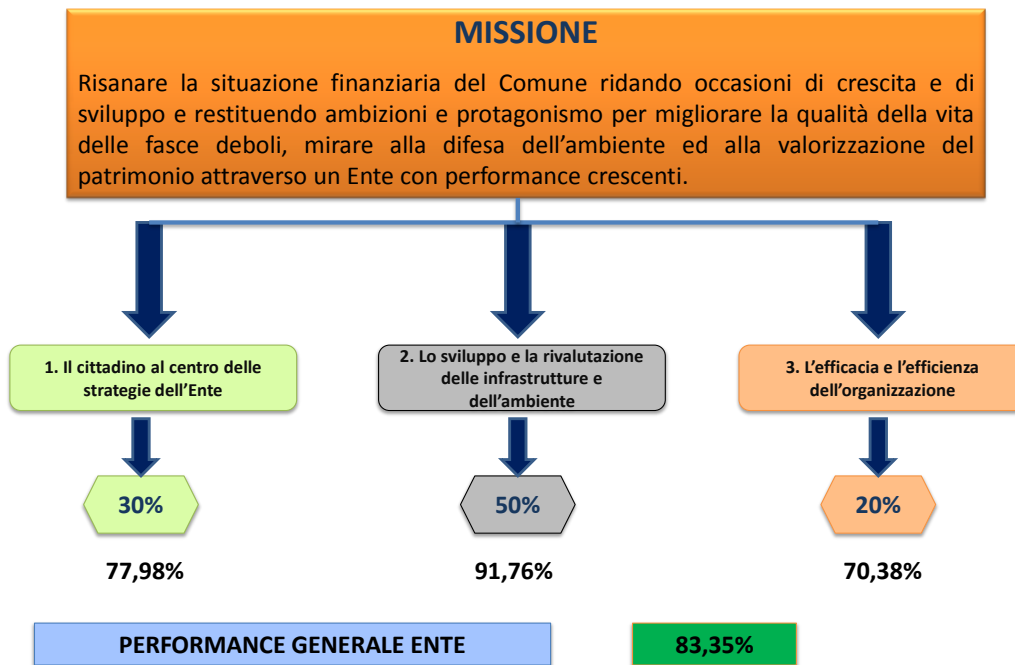 MISSIONE
Risanare la situazione finanziaria del Comune ridando occasioni di crescita e di
sviluppo e restituendo ambizioni e protagonismo per migliorare la qualità della vita
delle fasce deboli, mirare alla difesa dell’ambiente ed alla valorizzazione del
patrimonio attraverso un Ente con performance crescenti.
1. Il cittadino al centro delle
strategie dell’Ente
2. Lo sviluppo e la rivalutazione
delle infrastrutture e
dell’ambiente
3. L’efficacia e l’efficienza
dell’organizzazione
30%
50%
20%
77,98%
91,76%
70,38%
PERFORMANCE GENERALE ENTE
83,35%